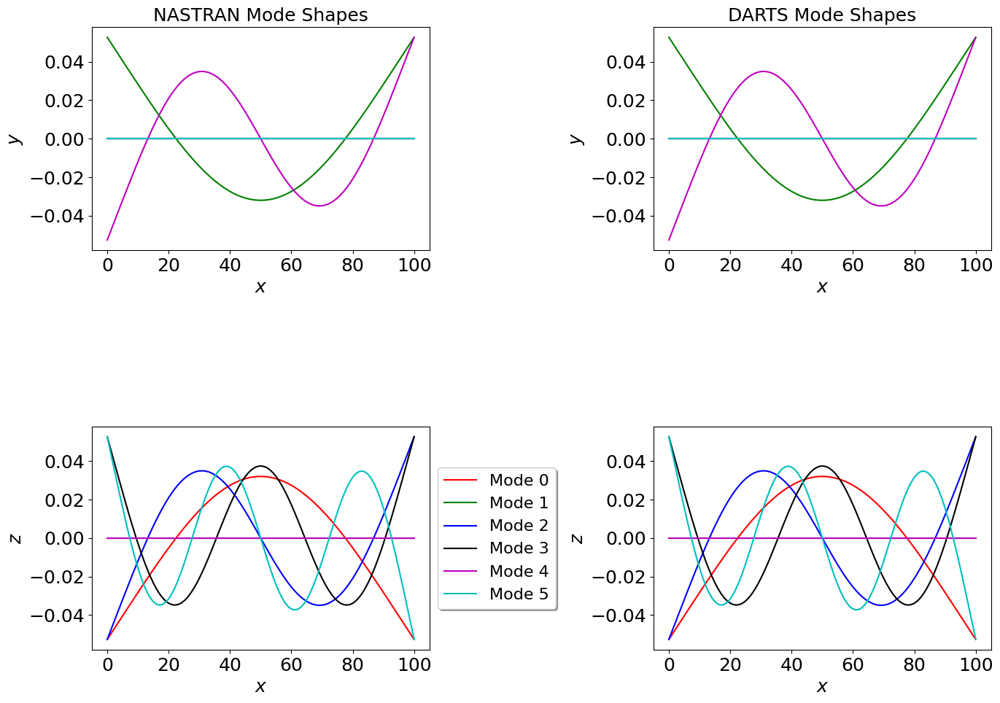 NASTRAN Mode Shapes
0.04
0.02
0.00
−0.02
−0.04
y
0 20 40 60 80 100
x
DARTS Mode Shapes
0.04
0.02
0.00
−0.02
−0.04
y
0 20 40 60 80 100
x
0.04
0.02
0.00
−0.02
−0.04
z
0 20 40 60 80 100
x
Mode 0
Mode 1
Mode 2
Mode 3
Mode 4
Mode 5
0.04
0.02
0.00
−0.02
−0.04
z
0 20 40 60 80 100
x